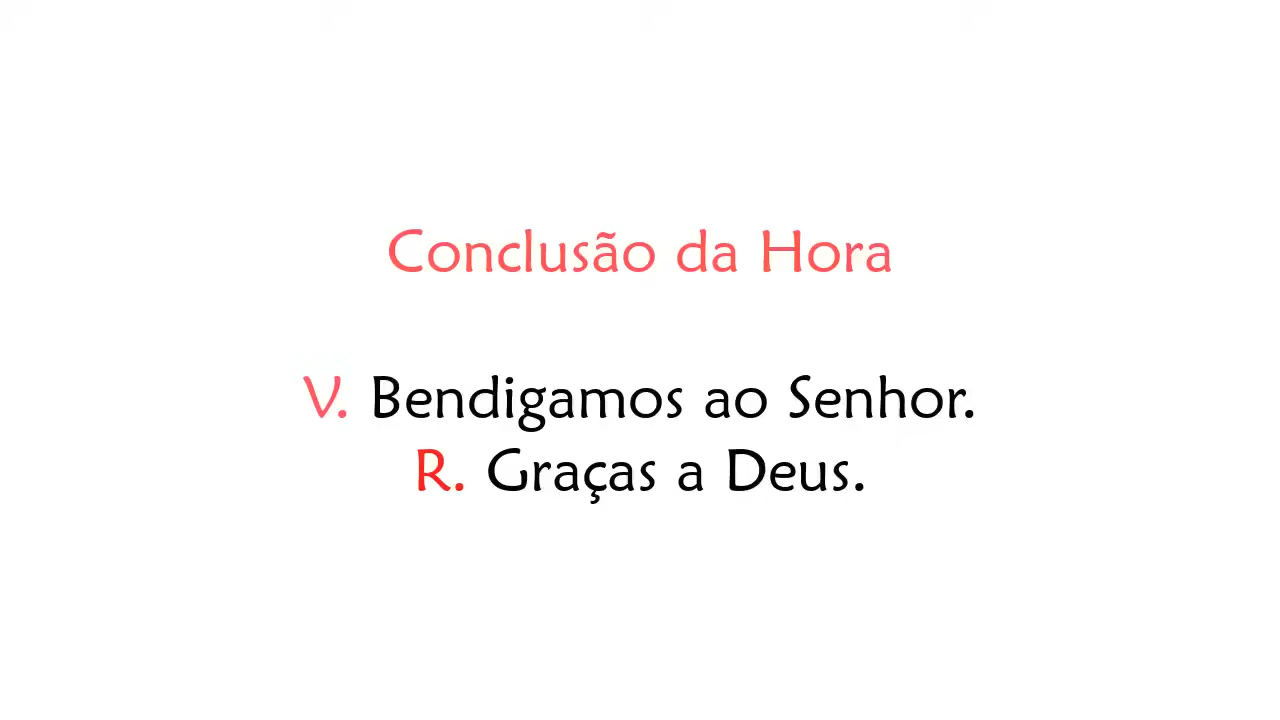 Conclusão da Hora
V. Bendigamos ao Senhor.
R. Graças a Deus.